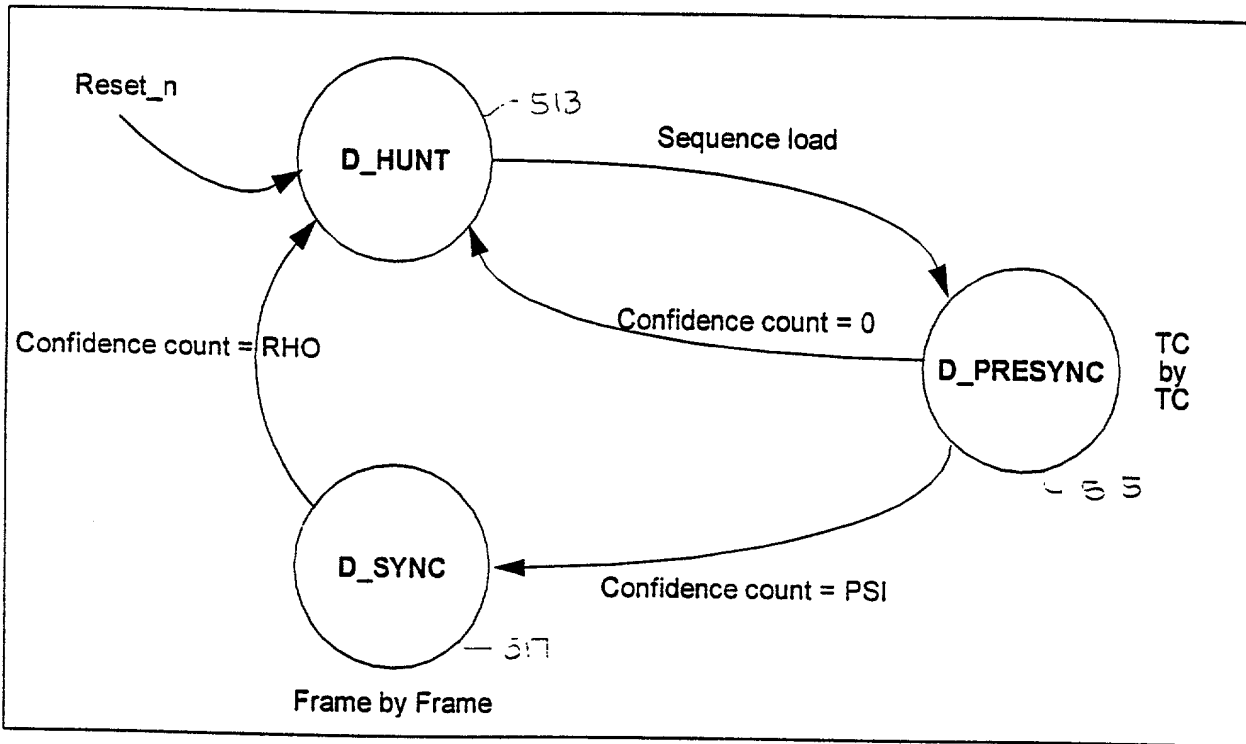 Reset_n
513
D_HUNT
Sequence load
Confidence count = 0
Confidence count = RHO
D_PRESYNC
TC
by
TC
D_SYNC
Confidence count = PSI
517
Frame by Frame